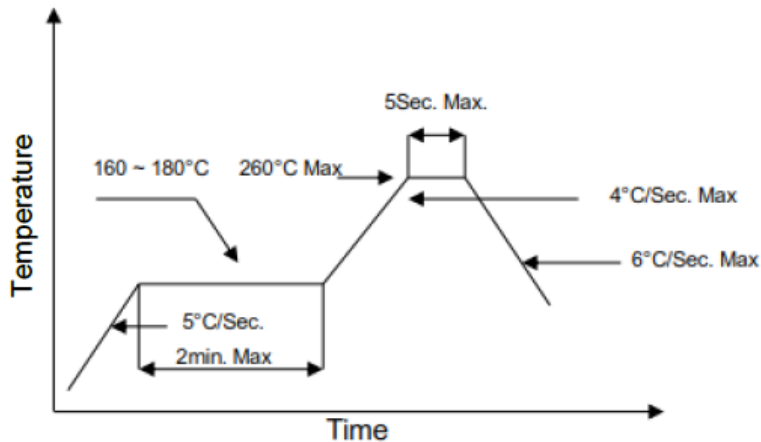 5Sec. Max.
160 ~ 180°C
260°C Max
4°C/Sec. Max
6°C/Sec. Max
5°C/Sec.
2min. Max
Temperature
Time